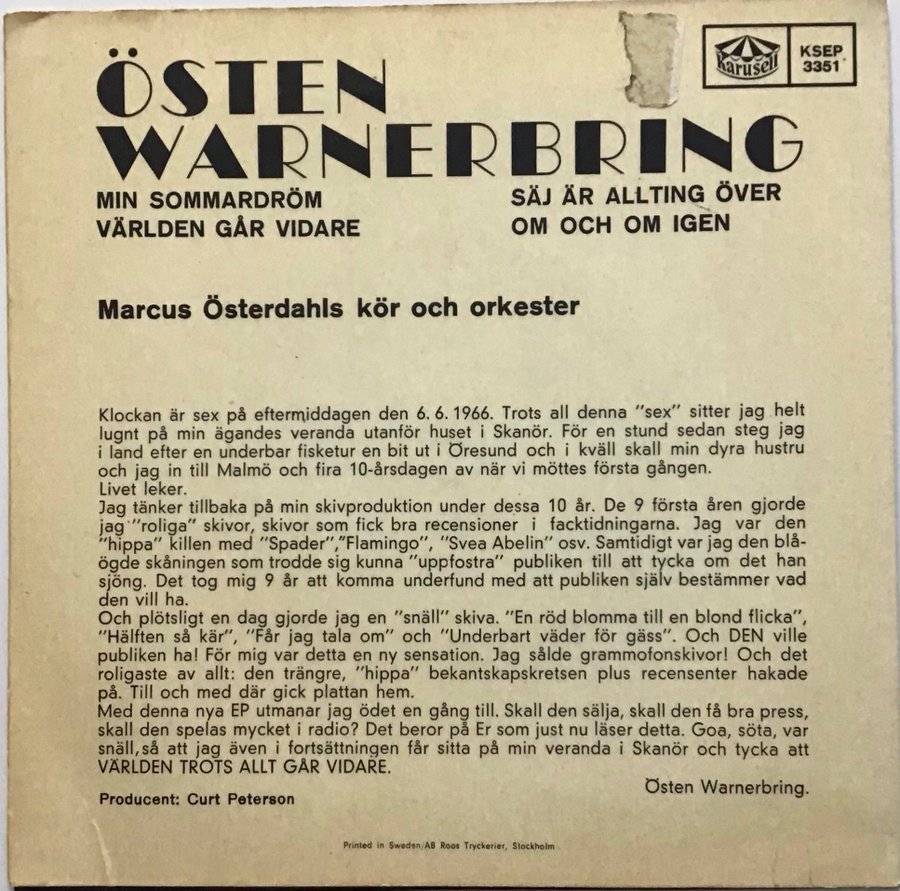 Karusell
KSEP
3351
ÖSTEN
WARNERBRING
MIN SOMMARDRÖM
VÄRLDEN GÅR VIDARE
SÄJ ÄR ALLTING ÖVER
OM OCH OM IGEN
Marcus Österdahls kör och orkester
Klockan är sex på eftermiddagen den 6. 6. 1966. Trots all denna "sex" sitter jag helt
lugnt på min ägandes veranda utanför huset i Skanör. För en stund sedan steg jag
i land efter en underbar fisketur en bit ut i Öresund och i kväll skall min dyra hustru
och jag in till Malmö och fira 10-årsdagen av när vi möttes första gången.
Livet leker.
Jag tänker tillbaka på min skivproduktion under dessa 10 år. De 9 första åren gjorde
jag "roliga" skivor, skivor som fick bra recensioner i facktidningarna. Jag var den
"hippa" killen med "Spader","Flamingo", "Svea Abelin" osv. Samtidigt var jag den blå-
ögde skåningen som trodde sig kunna "uppfostra" publiken till att tycka om det han
sjöng. Det tog mig 9 år att komma underfund med att publiken själv bestämmer vad
den vill ha.
Och plötsligt en dag gjorde jag en "snäll" skiva. "En röd blomma till en blond flicka",
"Hälften så kär", "Får jag tala om" och "Underbart väder för gäss". Och DEN ville
publiken ha! För mig var detta en ny sensation. Jag sålde grammofonskivor! Och det
roligaste av allt: den trängre, "hippa" bekantskapskretsen plus recensenter hakade
på. Till och med där gick plattan hem.
Med denna nya EP utmanar jag ödet en gång till. Skall den sälja, skall den få bra press,
skall den spelas mycket i radio? Det beror på Er som just nu läser detta. Goa, söta, var
snäll,så att jag även i fortsättningen får sitta på min veranda i Skanör och tycka att
VÄRLDEN TROTS ALLT GÅR VIDARE.
Östen Warnerbring.
Producent: Curt Peterson
Printed in Sweden/AB Roos Tryckerier, Stockholm